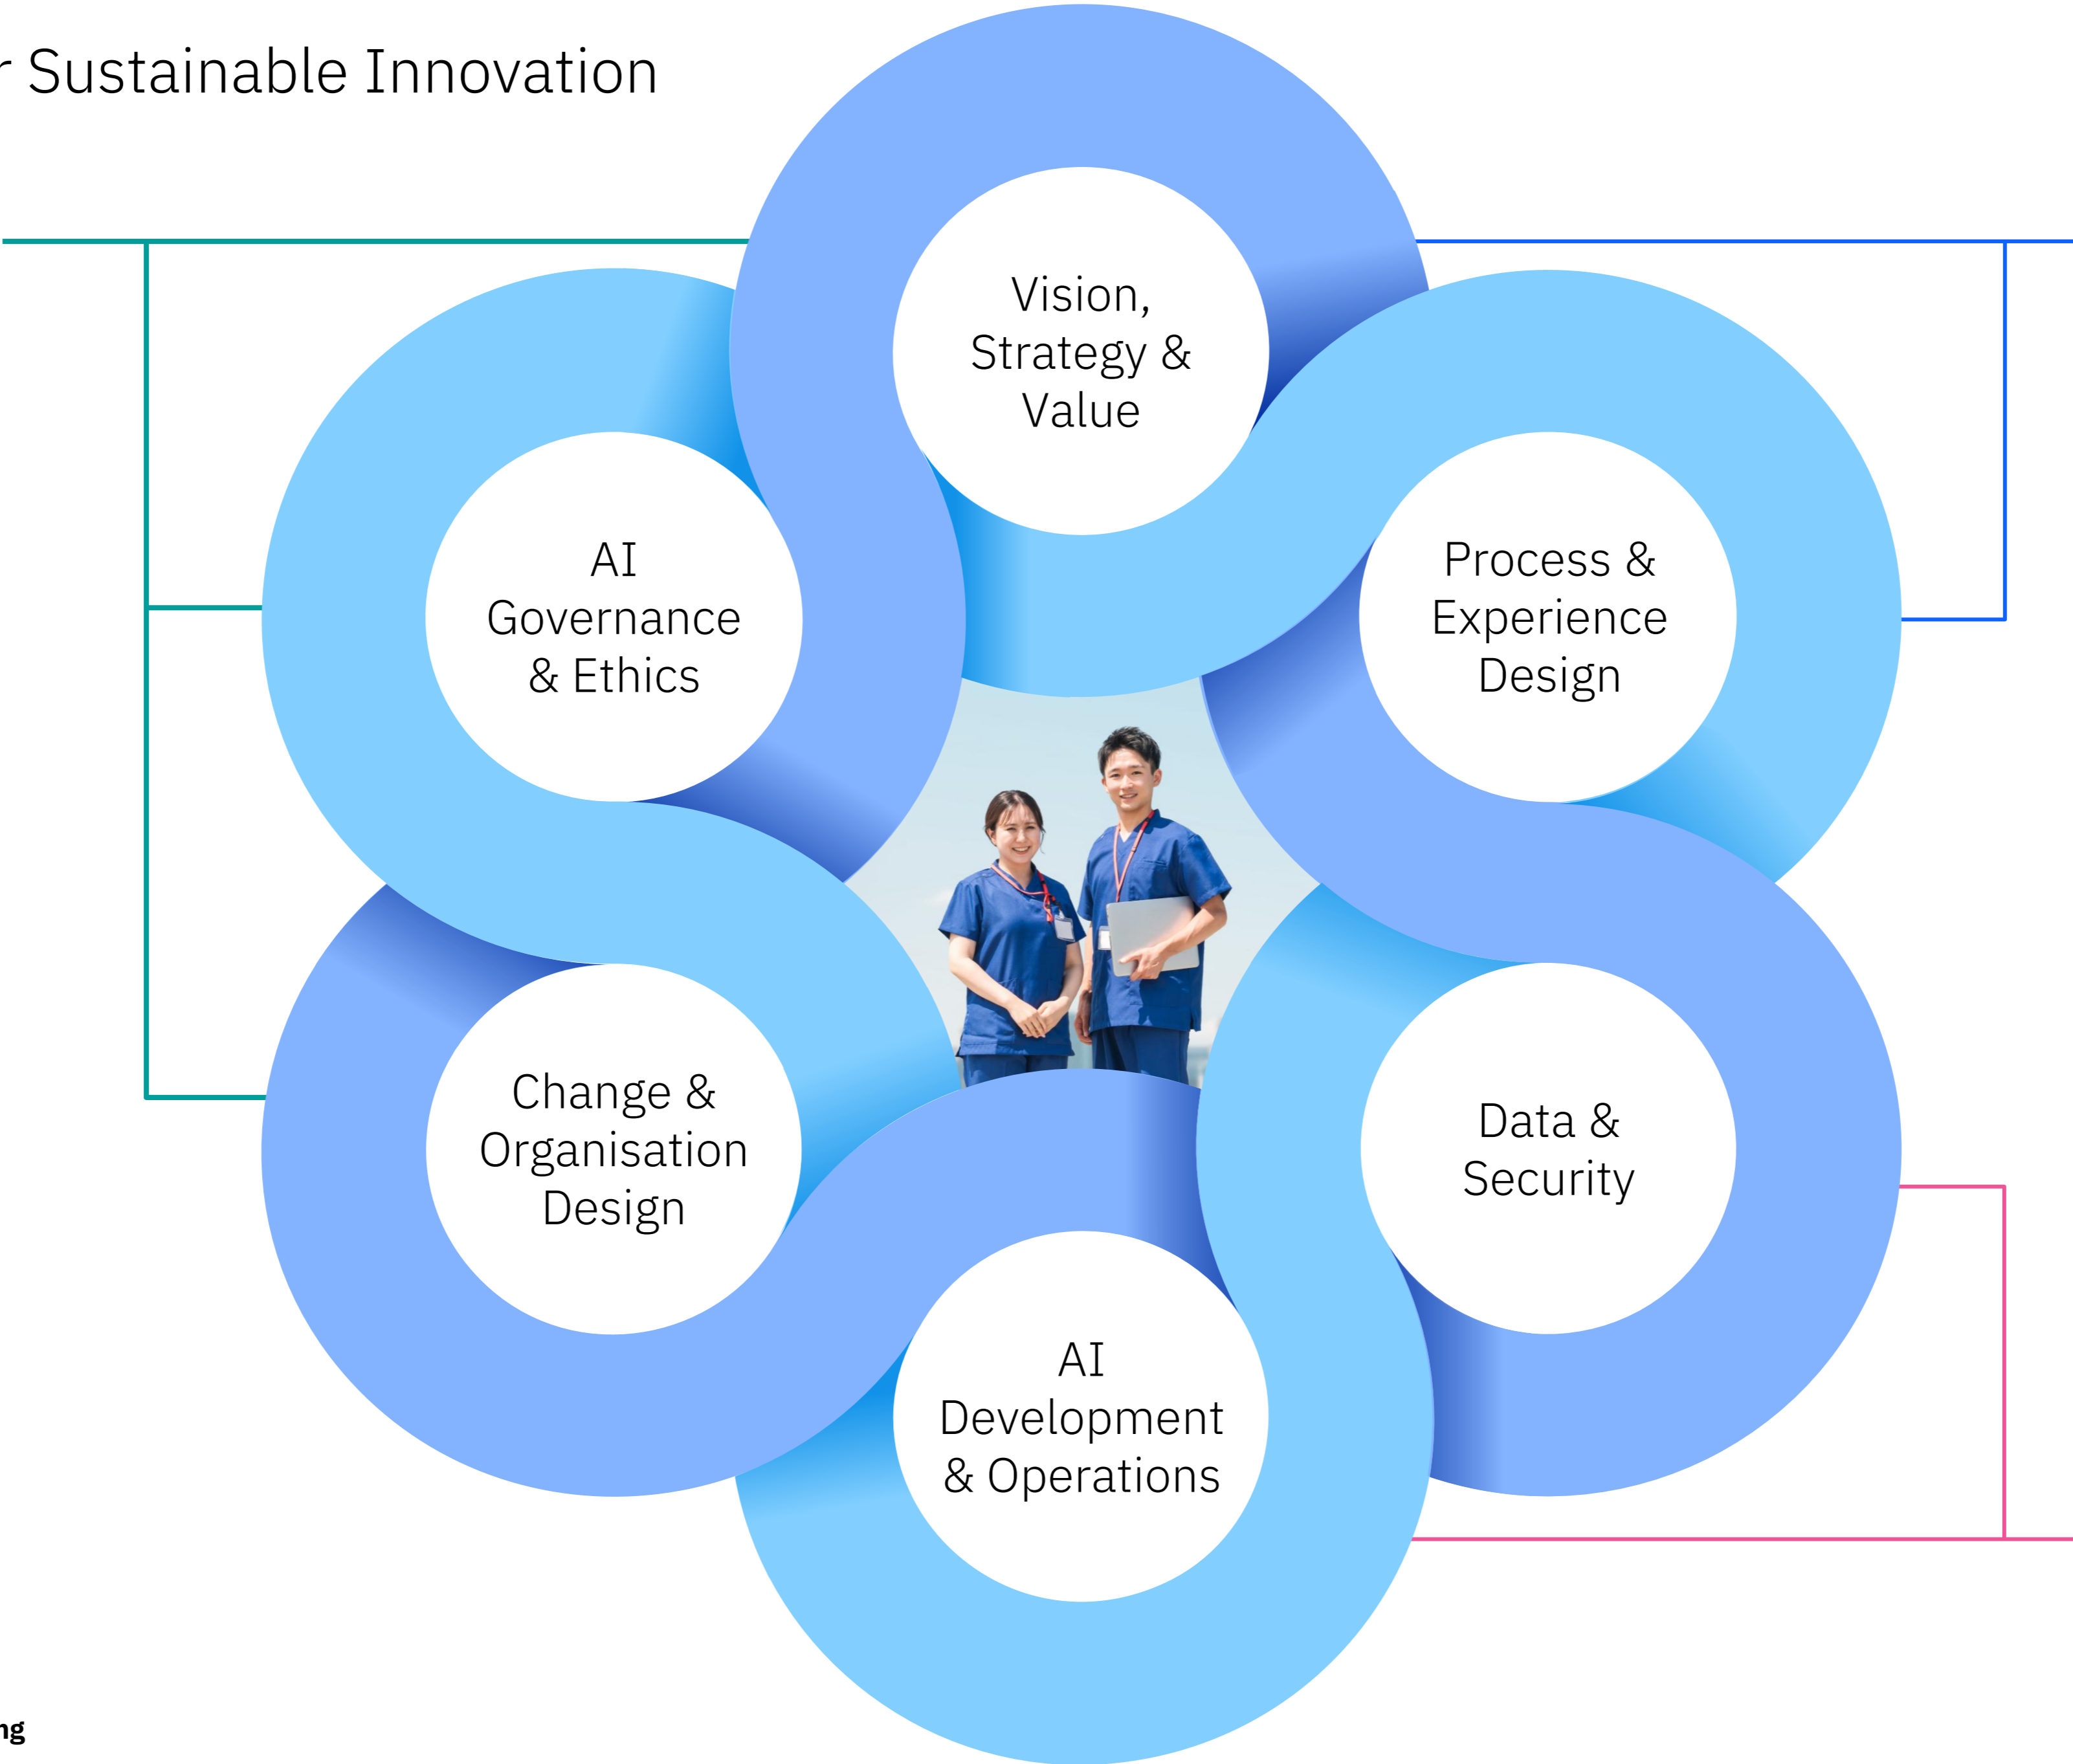 r Sustainable Innovation
Vision,
Strategy &
Value
AI
Governance
& Ethics
Process &
Experience
Design
Change &
Organisation
Design
Data &
Security
AI
Development
& Operations
ng